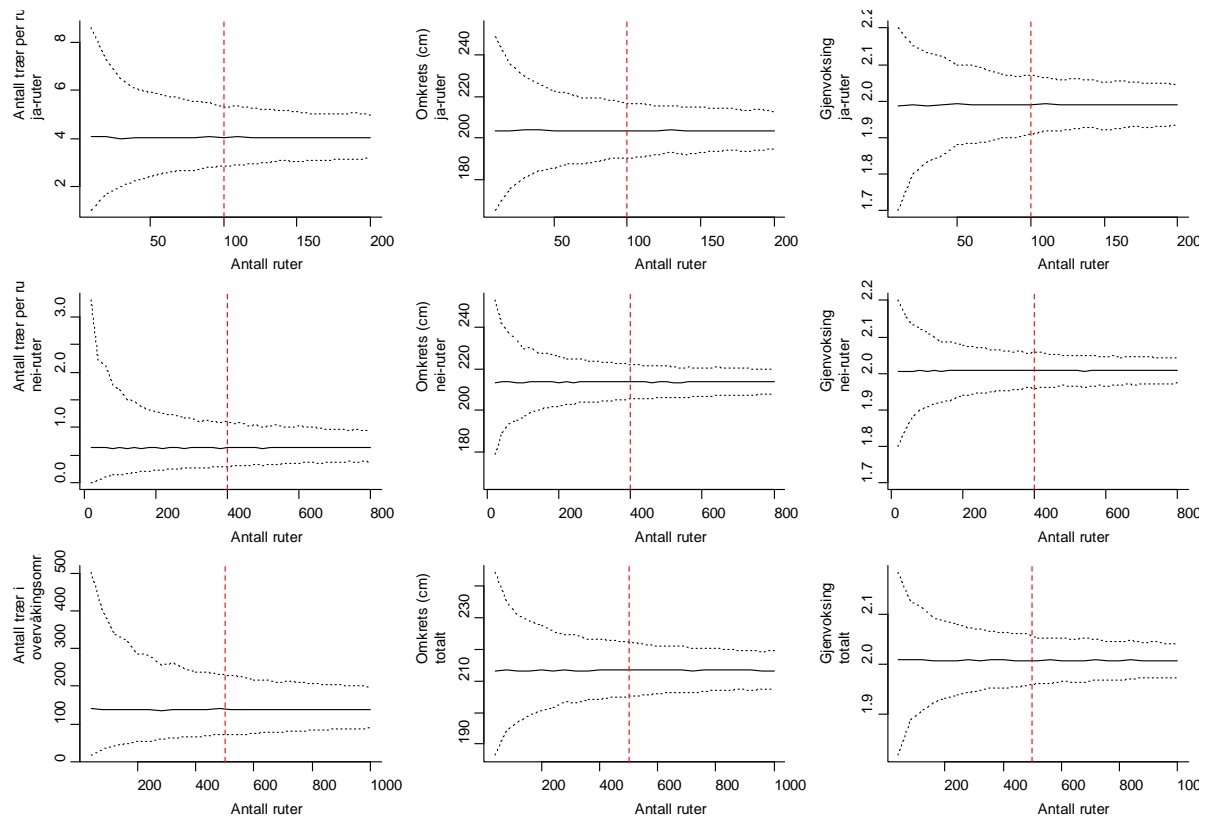 Antall trær per ru
ja-ruter
2 4 6 8
50 100 150 200
Antall ruter
Omkrets (cm)
ja-ruter
180 200 220 240
50 100 150 200
Antall ruter
Gjenvoksing
ja-ruter
1.7 1.8 1.9 2.0 2.1 2.2
50 100 150 200
Antall ruter
Antall trær per ru
nei-ruter
0.0 1.0 2.0 3.0
0 200 400 600 800
Antall ruter
Omkrets (cm)
nei-ruter
180 200 220 240
0 200 400 600 800
Antall ruter
Gjenvoksing
nei-ruter
1.7 1.8 1.9 2.0 2.1 2.2
0 200 400 600 800
Antall ruter
Antall trær i
overvåkingsomr
0 100 200 300 400 500
200 400 600 800 1000
Antall ruter
Omkrets (cm)
totalt
190 210 230
200 400 600 800 1000
Antall ruter
Gjenvoksing
totalt
1.9 2.0 2.1
200 400 600 800 100
Antall ruter